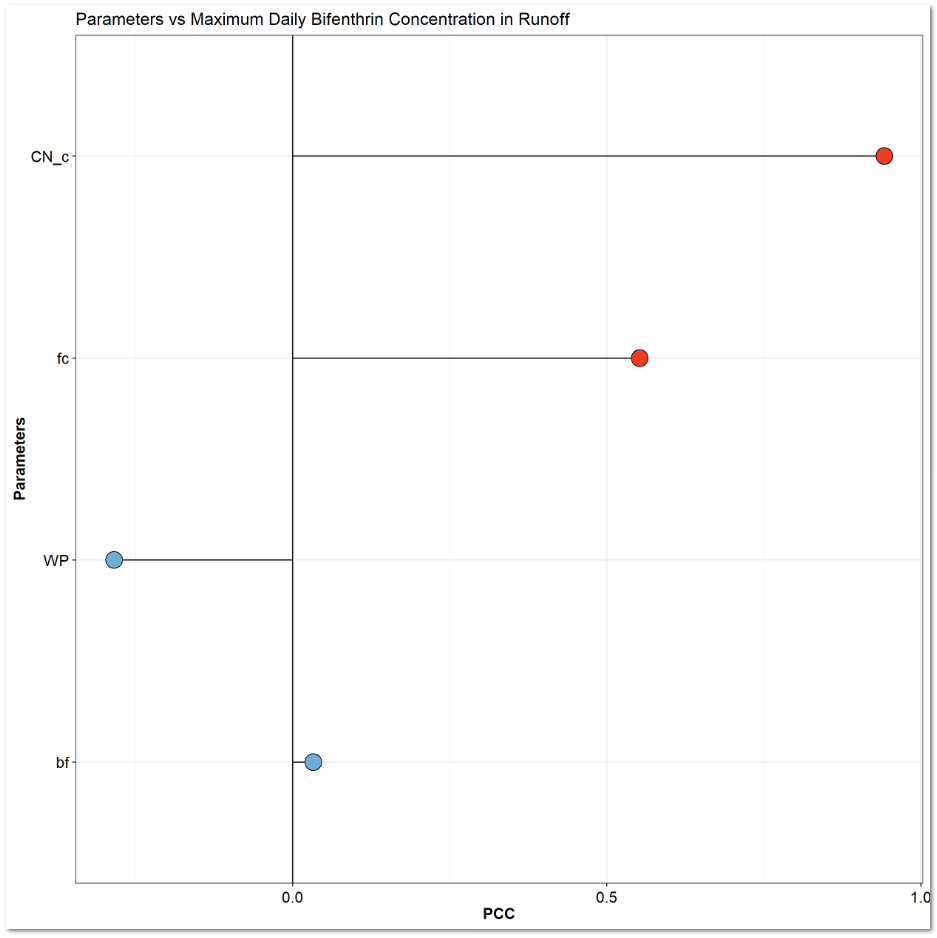 Parameters vs Maximum Daily Bifenthrin Concentration in Runoff
CN_c
fc
WP
bf
Parameters
0.0
0.5
1.0
PCC